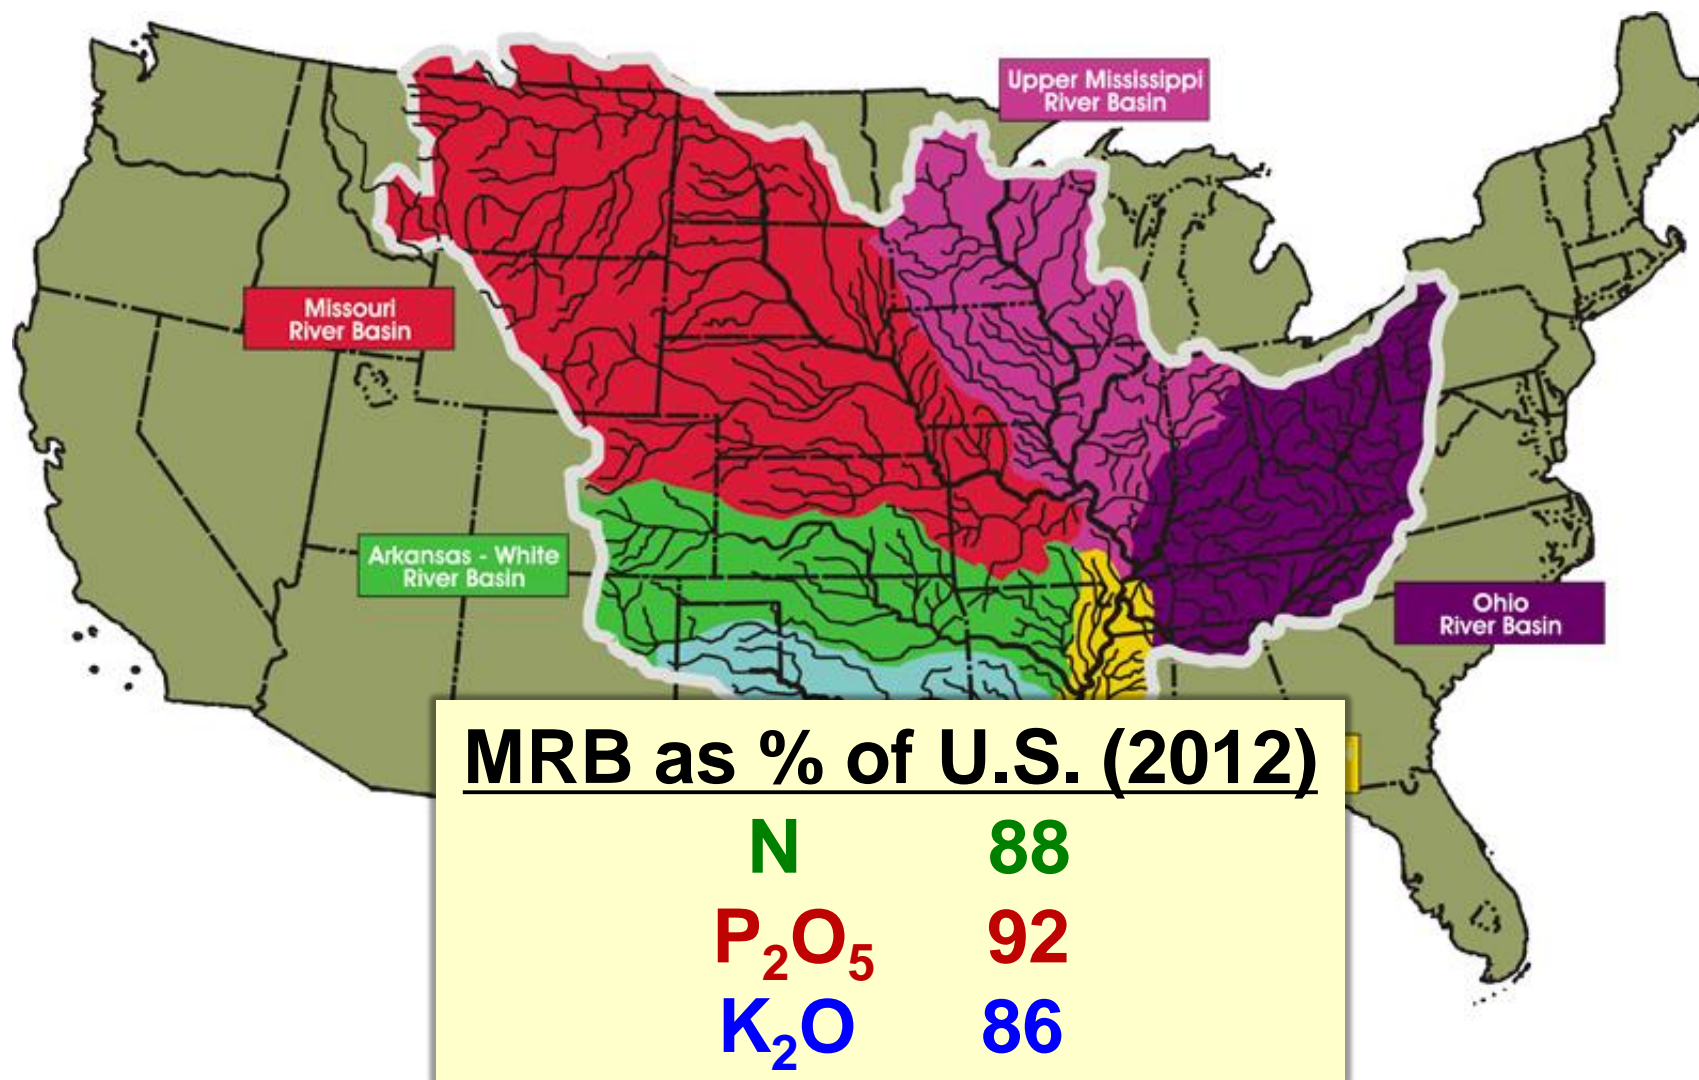 Upper Mississippi
River Basin
Missouri
River Basin
Arkansas - White
River Basin
Ohio
River Basin
MRB as % of U.S. (2012)
N 88
P₂O₅ 92
K₂O 86